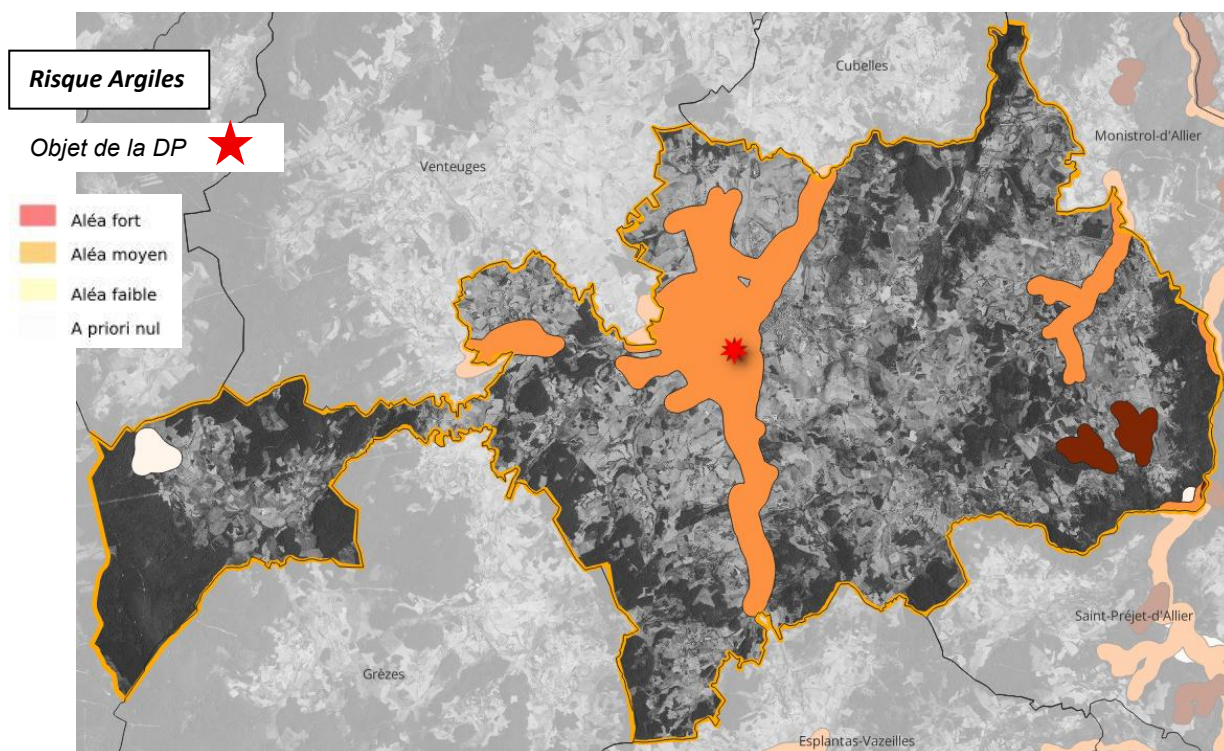 Risque Argiles
Objet de la DP
Aléa fort
Aléa moyen
Aléa faible
A priori nul
Cubelles
Monistrol-d'Allier
Venteuges
Saint-Préjet-d'Allier
Grèzes
Esplantas-Vazeilles